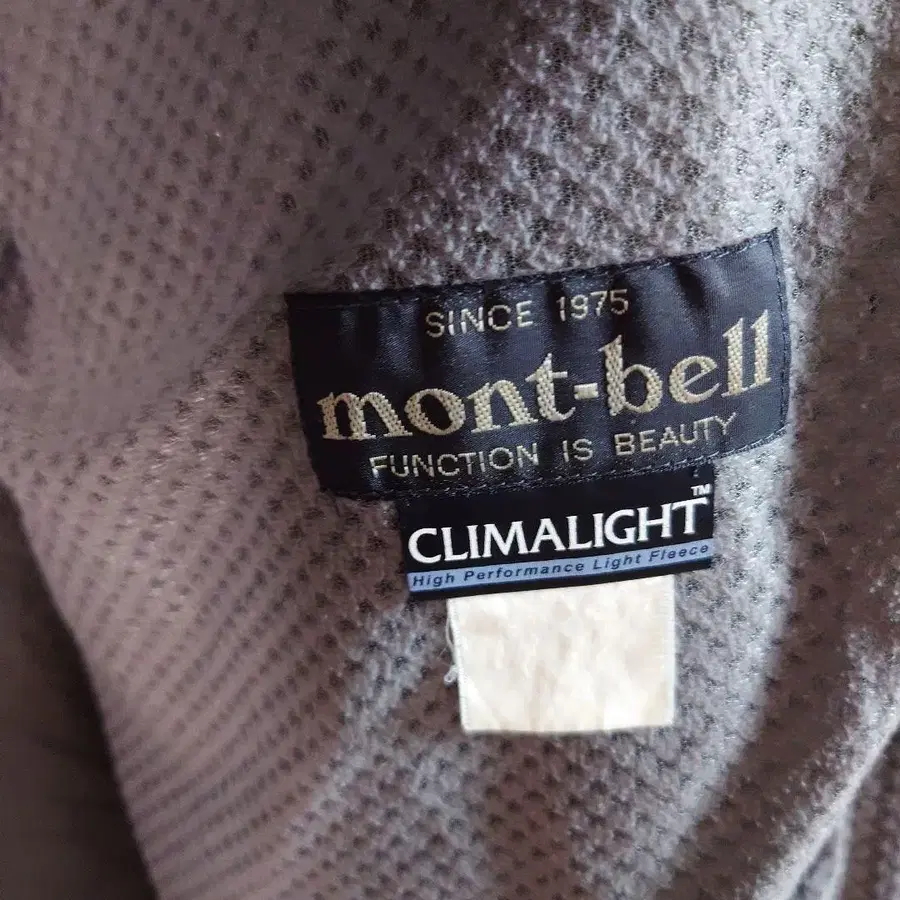 SINCE 1975
mont-bell
FUNCTION IS BEAUTY
CLIMALIGHT™
High Performance Light Fleece